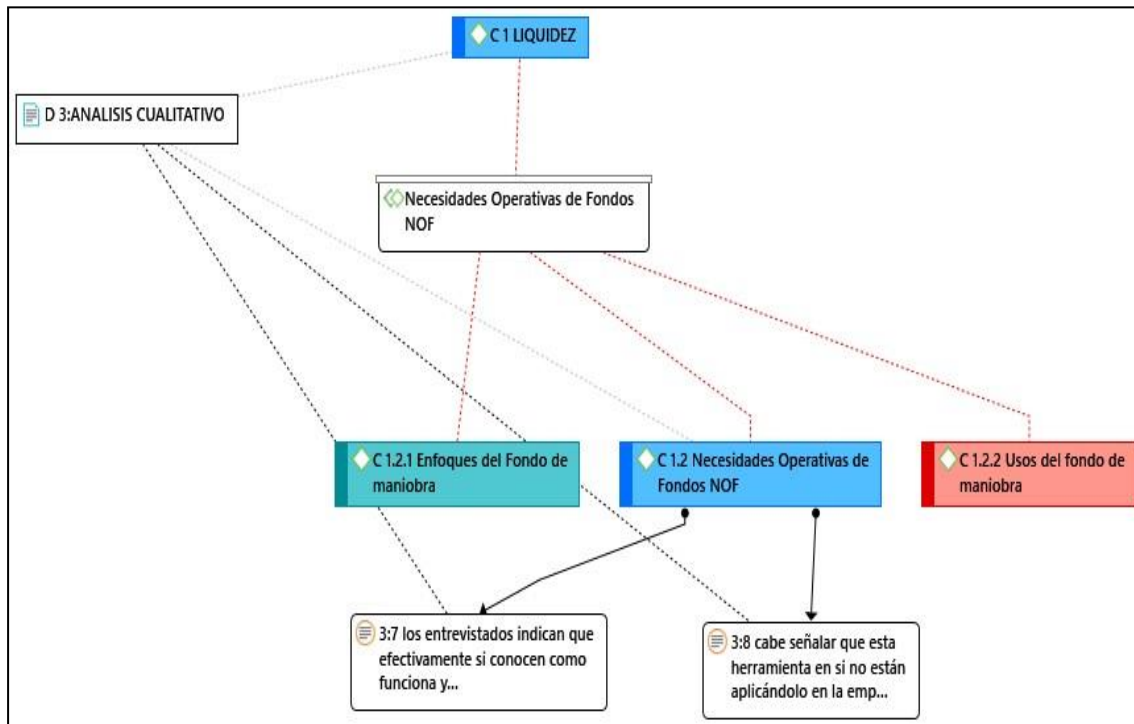 C 1 LIQUIDEZ
D 3:ANALISIS CUALITATIVO
Necesidades Operativas de Fondos
NOF
C 1.2.1 Enfoques del Fondo de
maniobra
C 1.2 Necesidades Operativas de
Fondos NOF
C 1.2.2 Usos del fondo de
maniobra
3:7 los entrevistados indican que
efectivamente si conocen como
funciona y...
3:8 cabe señalar que esta
herramienta en si no están
aplicándolo en la emp...